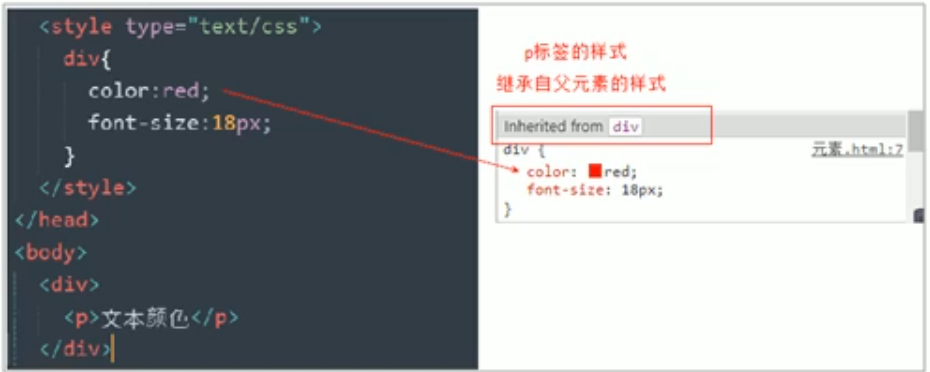 <style type="text/css">
div{
color:red;
font-size:18px;
}
</style>
</head>
<body>
<div>
<p>文本颜色</p>
</div>
p标签的样式
继承自父元素的样式
Inherited from div
div { 元素.html:7
color: red;
font-size: 18px;
}